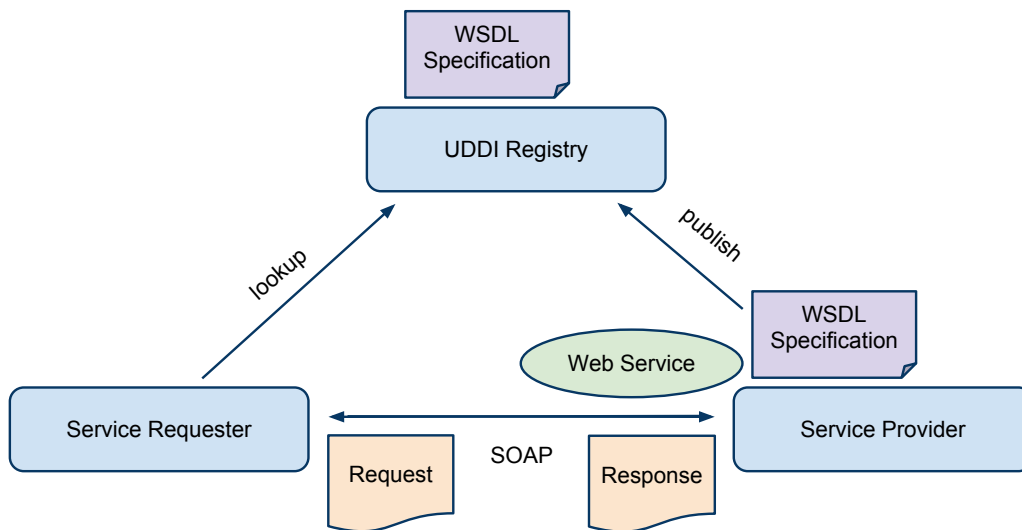 WSDL
Specification
UDDI Registry
lookup
publish
WSDL
Specification
Web Service
Service Requester
Service Provider
SOAP
Request
Response